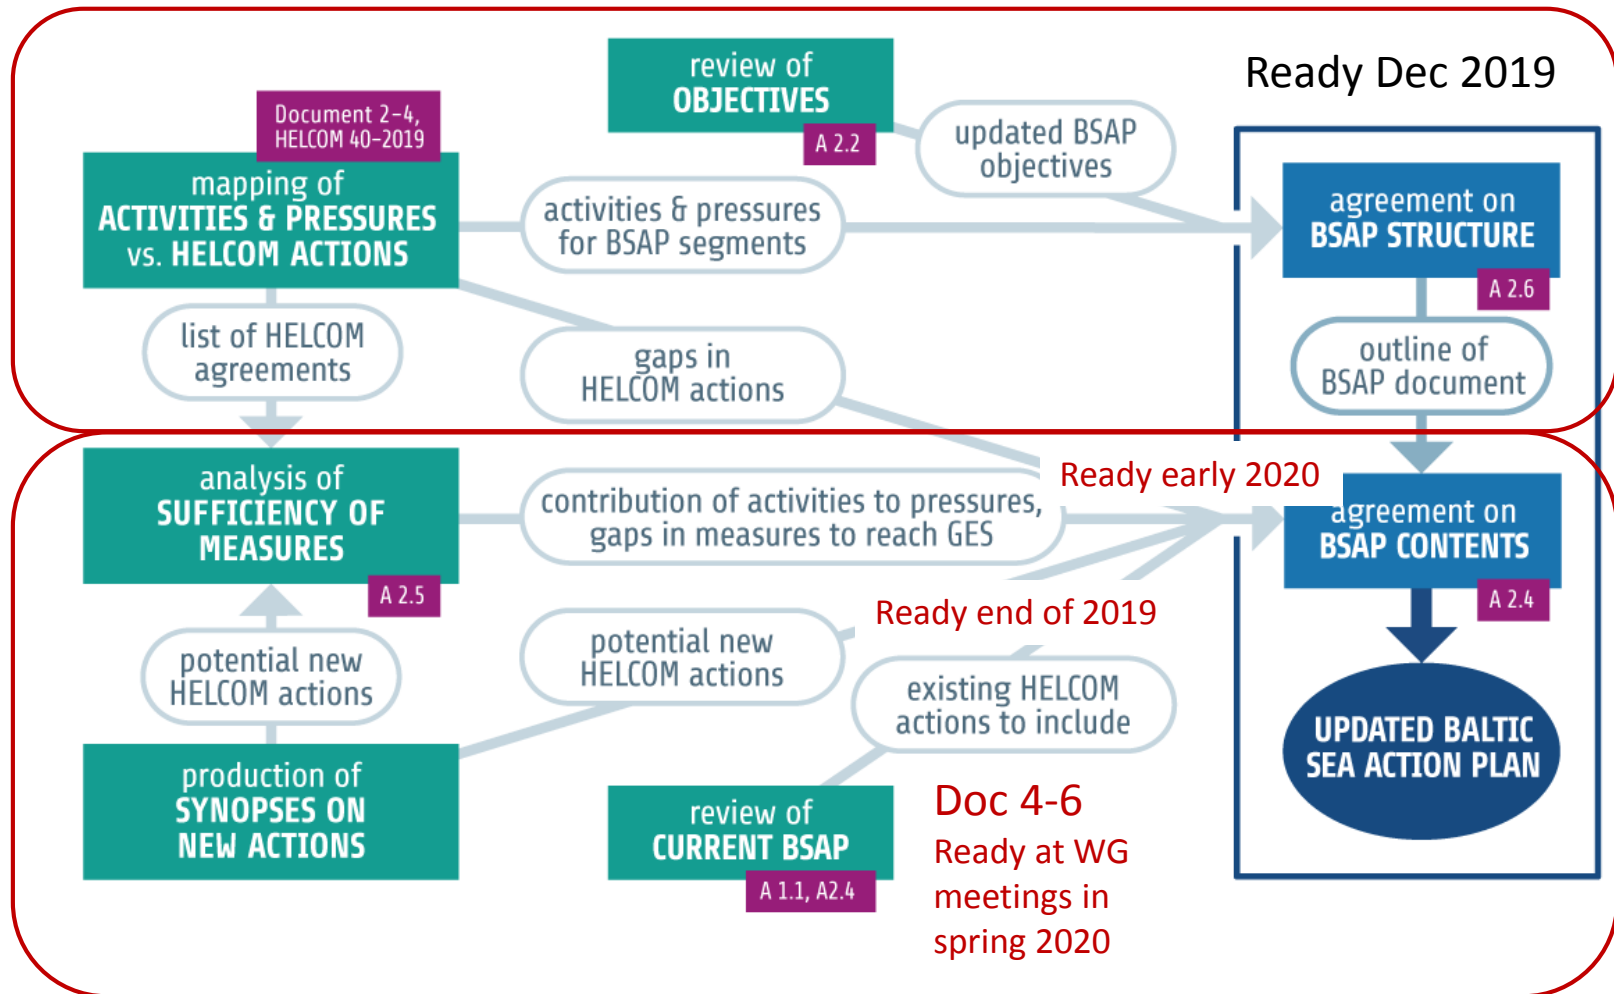 Ready Dec 2019
review of
OBJECTIVES
A 2.2
Document 2–4,
HELCOM 40–2019
mapping of
ACTIVITIES & PRESSURES
vs. HELCOM ACTIONS
updated BSAP
objectives
activities & pressures
for BSAP segments
agreement on
BSAP STRUCTURE
A 2.6
list of HELCOM
agreements
gaps in
HELCOM actions
outline of
BSAP document
analysis of
SUFFICIENCY OF
MEASURES
A 2.5
contribution of activities to pressures,
gaps in measures to reach GES
Ready early 2020
agreement on
BSAP CONTENTS
A 2.4
Ready end of 2019
potential new
HELCOM actions
potential new
HELCOM actions
existing HELCOM
actions to include
UPDATED BALTIC
SEA ACTION PLAN
production of
SYNOPSES ON
NEW ACTIONS
review of
CURRENT BSAP
A 1.1, A2.4
Doc 4-6
Ready at WG
meetings in
spring 2020